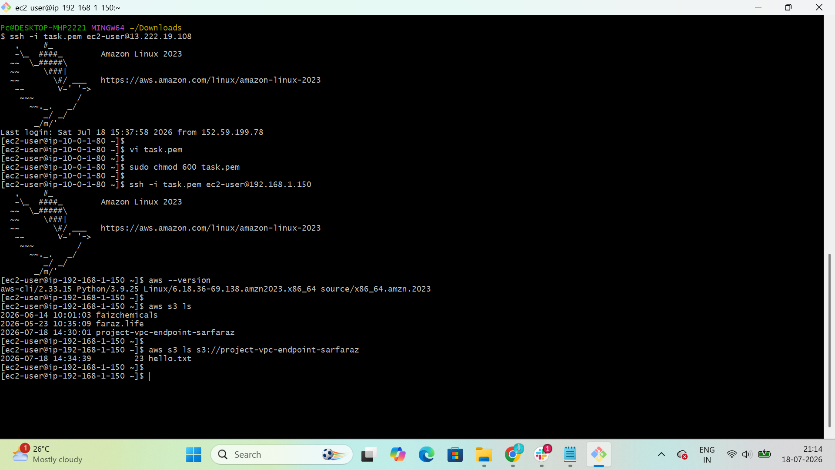 ec2-user@ip-192-168-1-150:~
Pc@DESKTOP-MHP2221 MINGW64 ~/Downloads
$ ssh -i task.pem ec2-user@13.222.19.108
   ,     #_
   ~\_  ####_        Amazon Linux 2023
  ~~  \_#####\
  ~~     \###|
  ~~       \#/ ___   https://aws.amazon.com/linux/amazon-linux-2023
   ~~       V~' '->
    ~~~         /
      ~~._.   _/
         _/ _/
       _/m/'
Last login: Sat Jul 18 15:37:58 2026 from 152.59.199.78
[ec2-user@ip-10-0-1-80 ~]$
[ec2-user@ip-10-0-1-80 ~]$ vi task.pem
[ec2-user@ip-10-0-1-80 ~]$
[ec2-user@ip-10-0-1-80 ~]$ sudo chmod 600 task.pem
[ec2-user@ip-10-0-1-80 ~]$
[ec2-user@ip-10-0-1-80 ~]$ ssh -i task.pem ec2-user@192.168.1.150
   ,     #_
   ~\_  ####_        Amazon Linux 2023
  ~~  \_#####\
  ~~     \###|
  ~~       \#/ ___   https://aws.amazon.com/linux/amazon-linux-2023
   ~~       V~' '->
    ~~~         /
      ~~._.   _/
         _/ _/
       _/m/'
[ec2-user@ip-192-168-1-150 ~]$ aws --version
aws-cli/2.33.15 Python/3.9.25 Linux/6.18.36-69.138.amzn2023.x86_64 source/x86_64.amzn.2023
[ec2-user@ip-192-168-1-150 ~]$
[ec2-user@ip-192-168-1-150 ~]$ aws s3 ls
2026-06-14 10:01:03 faizchemicals
2026-05-23 10:35:09 faraz.life
2026-07-18 14:30:01 project-vpc-endpoint-sarfaraz
[ec2-user@ip-192-168-1-150 ~]$
[ec2-user@ip-192-168-1-150 ~]$ aws s3 ls s3://project-vpc-endpoint-sarfaraz
2026-07-18 14:34:39         23 hello.txt
[ec2-user@ip-192-168-1-150 ~]$
[ec2-user@ip-192-168-1-150 ~]$
1
26°C
Mostly cloudy
Search
1
1
ENG
IN
21:14
18-07-2026